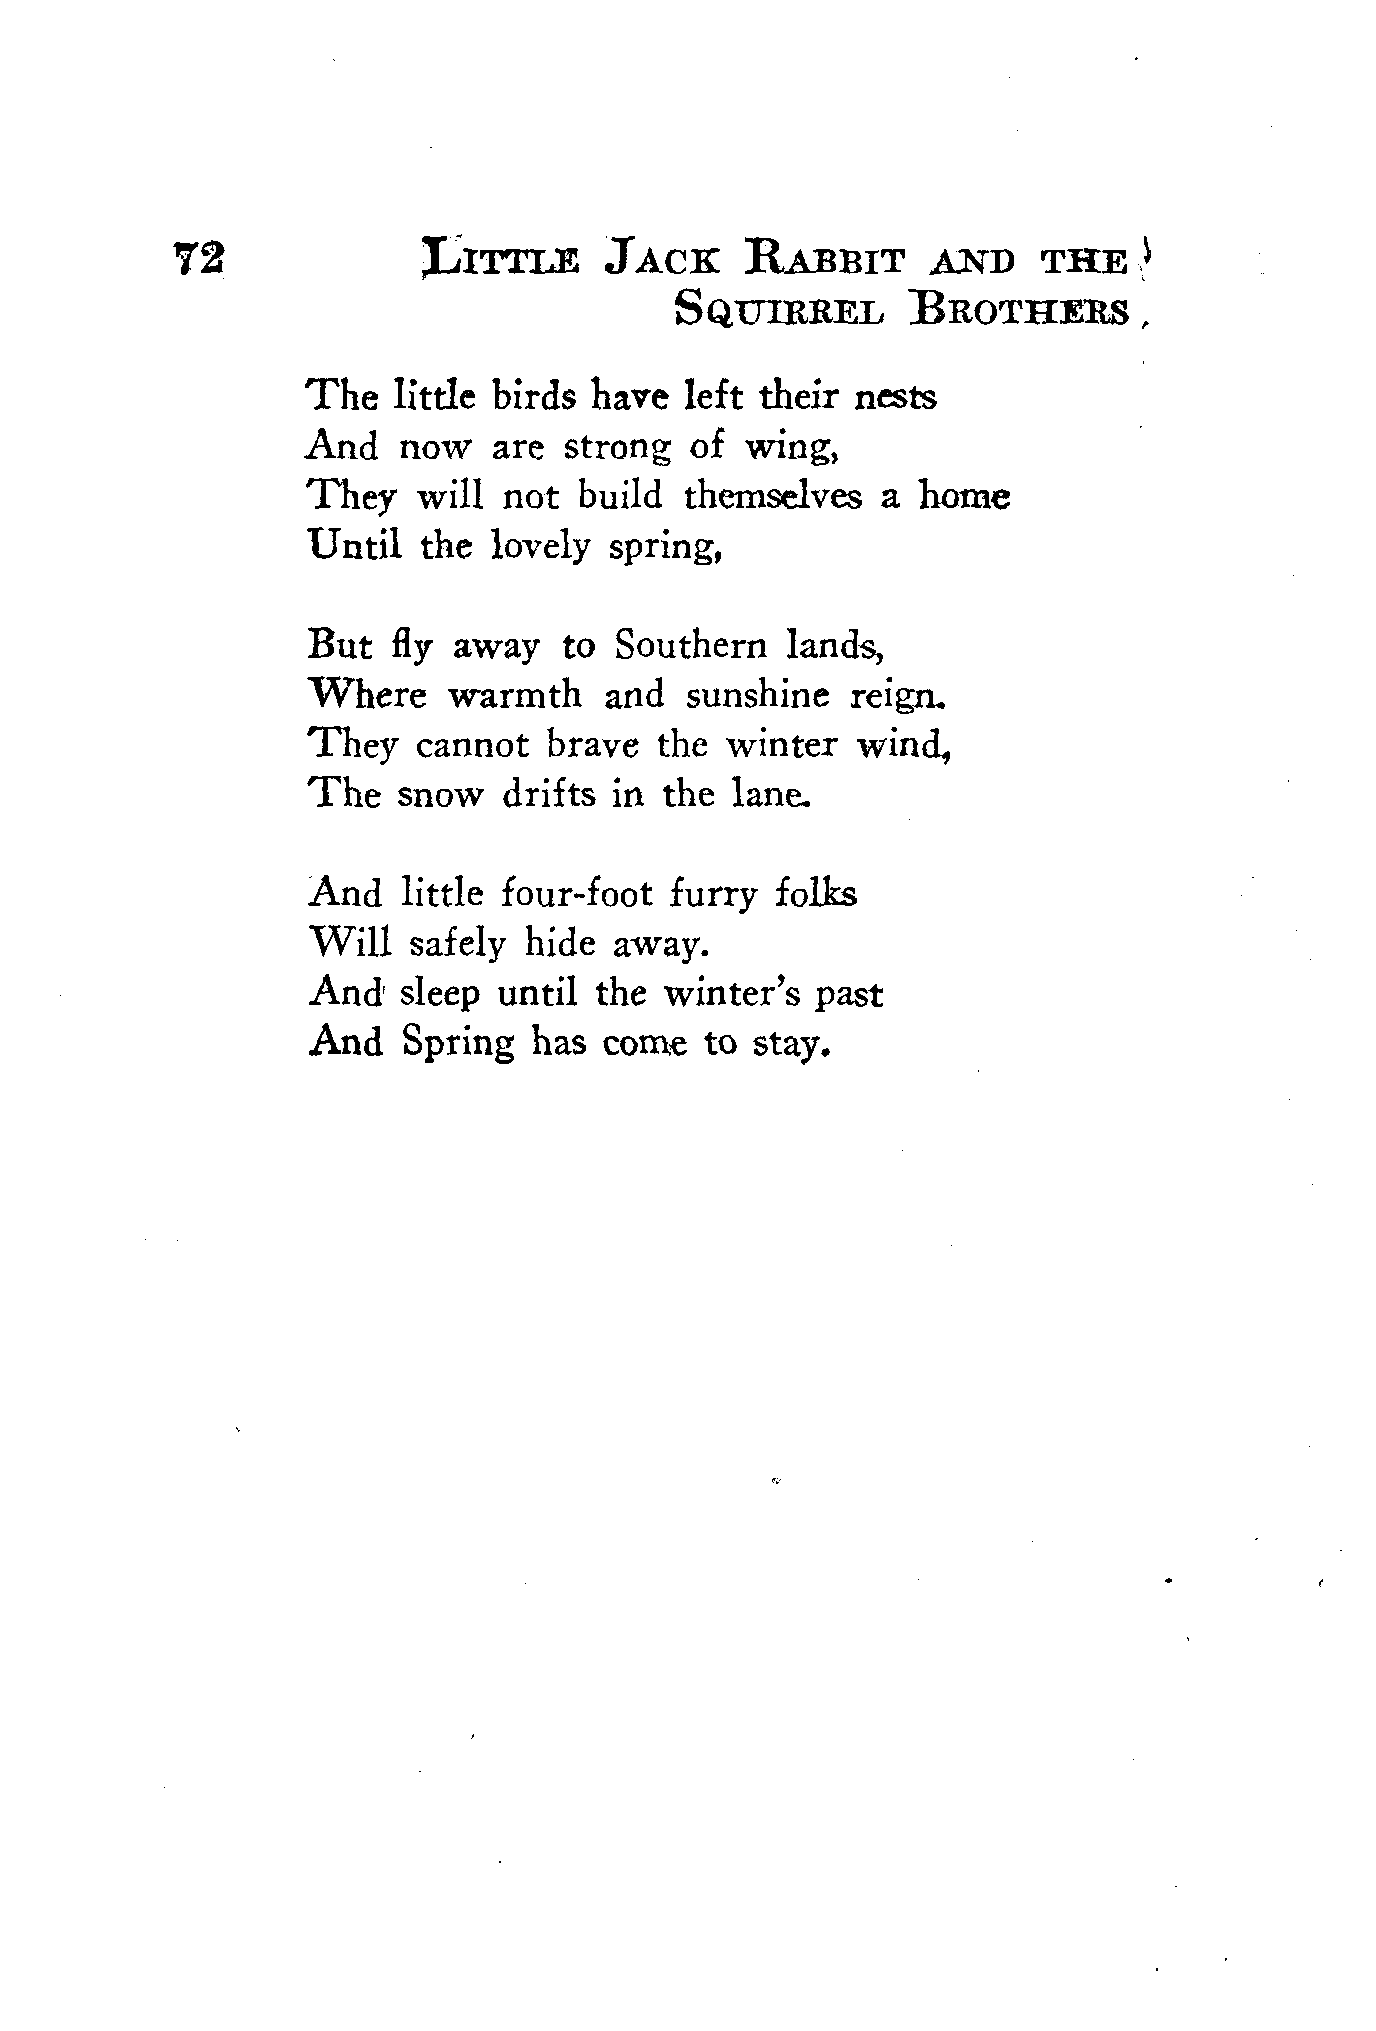 72 LITTLE JACK RABBIT AND THE
SQUIRREL BROTHERS
The little birds have left their nests
And now are strong of wing,
They will not build themselves a home
Until the lovely spring,
But fly away to Southern lands,
Where warmth and sunshine reign.
They cannot brave the winter wind,
The snow drifts in the lane.
And little four-foot furry folks
Will safely hide away.
And sleep until the winter's past
And Spring has come to stay.